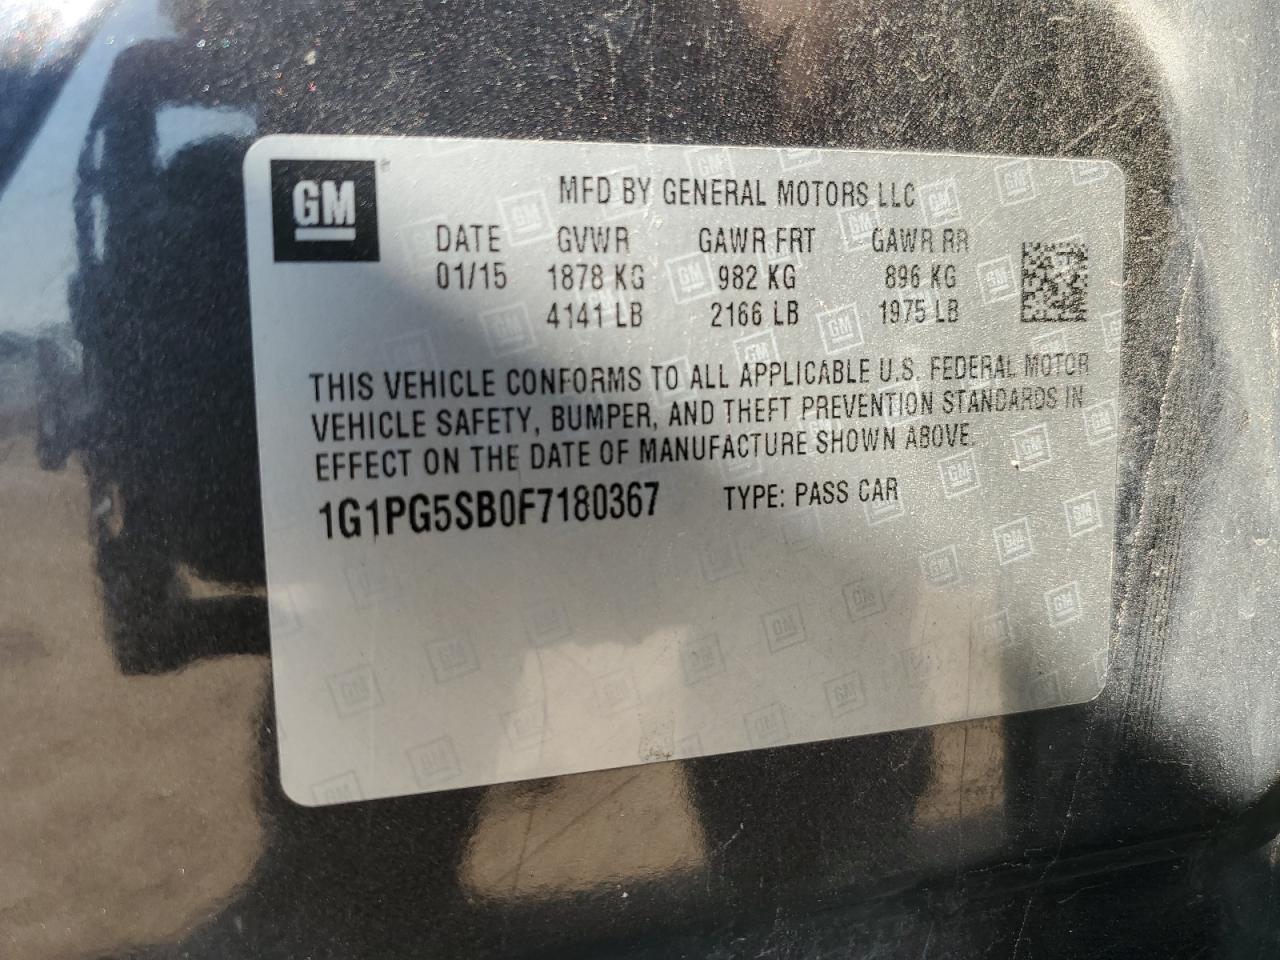 GM
MFD BY GENERAL MOTORS LLC
DATE GVWR GAWR FRT GAWR RR
01/15 1878 KG 982 KG 896 KG
4141 LB 2166 LB 1975 LB
THIS VEHICLE CONFORMS TO ALL APPLICABLE U.S. FEDERAL MOTOR
VEHICLE SAFETY, BUMPER, AND THEFT PREVENTION STANDARDS IN
EFFECT ON THE DATE OF MANUFACTURE SHOWN ABOVE.
1G1PG5SB0F7180367 TYPE: PASS CAR